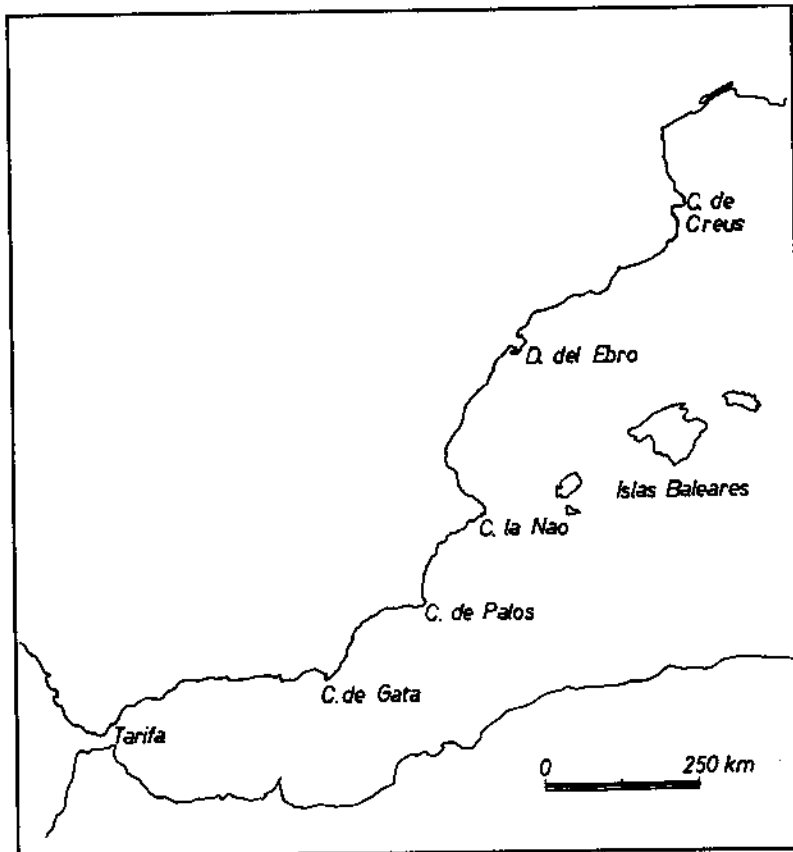 C. de
Creus
D. del Ebro
Islas Baleares
C. la Nao
C. de Palos
C. de Gata
Tarifa
0 250 km